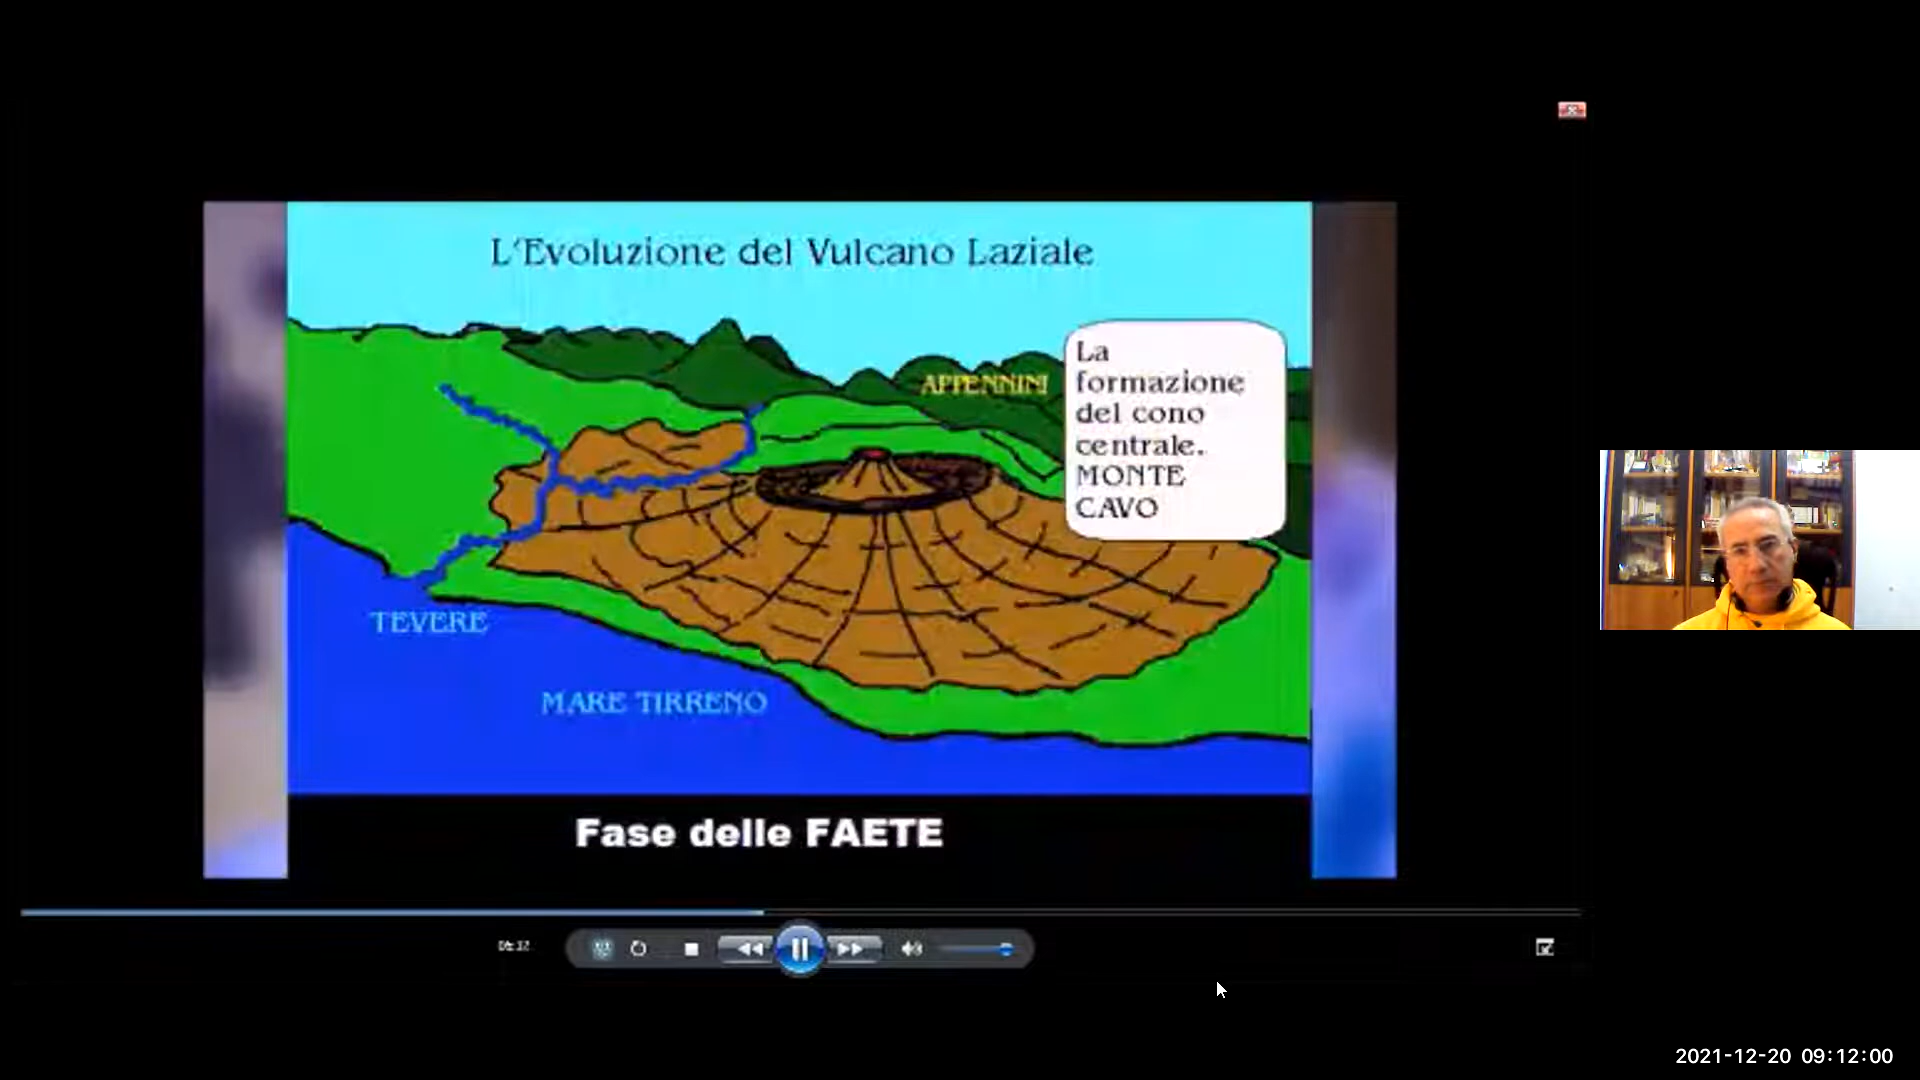 L'Evoluzione del Vulcano Laziale
APPENNINI
La
formazione
del cono
centrale.
MONTE
CAVO
TEVERE
MARE TIRRENO
Fase delle FAETE
2021-12-20 09:12:00